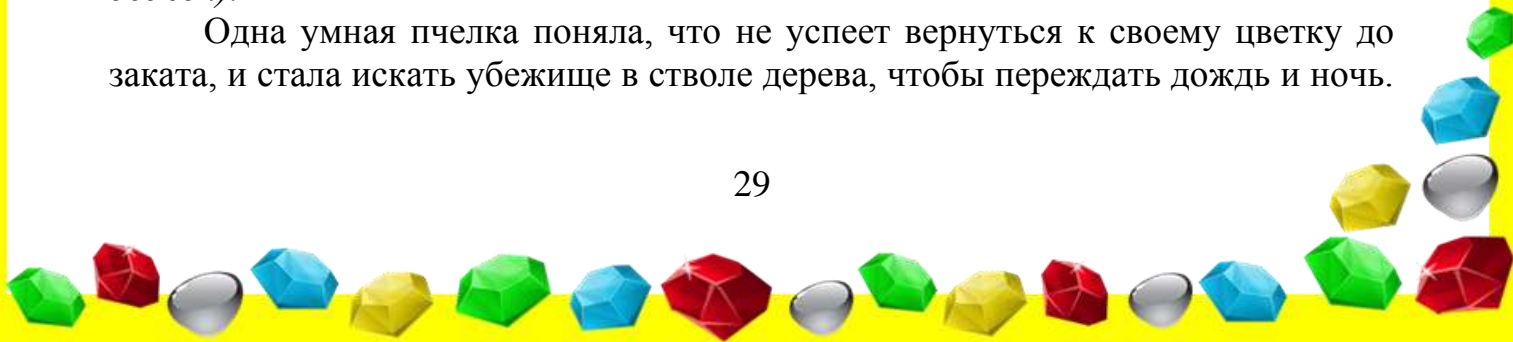 Одна умная пчелка поняла, что не успеет вернуться к своему цветку до
заката, и стала искать убежище в стволе дерева, чтобы переждать дождь и ночь.
29